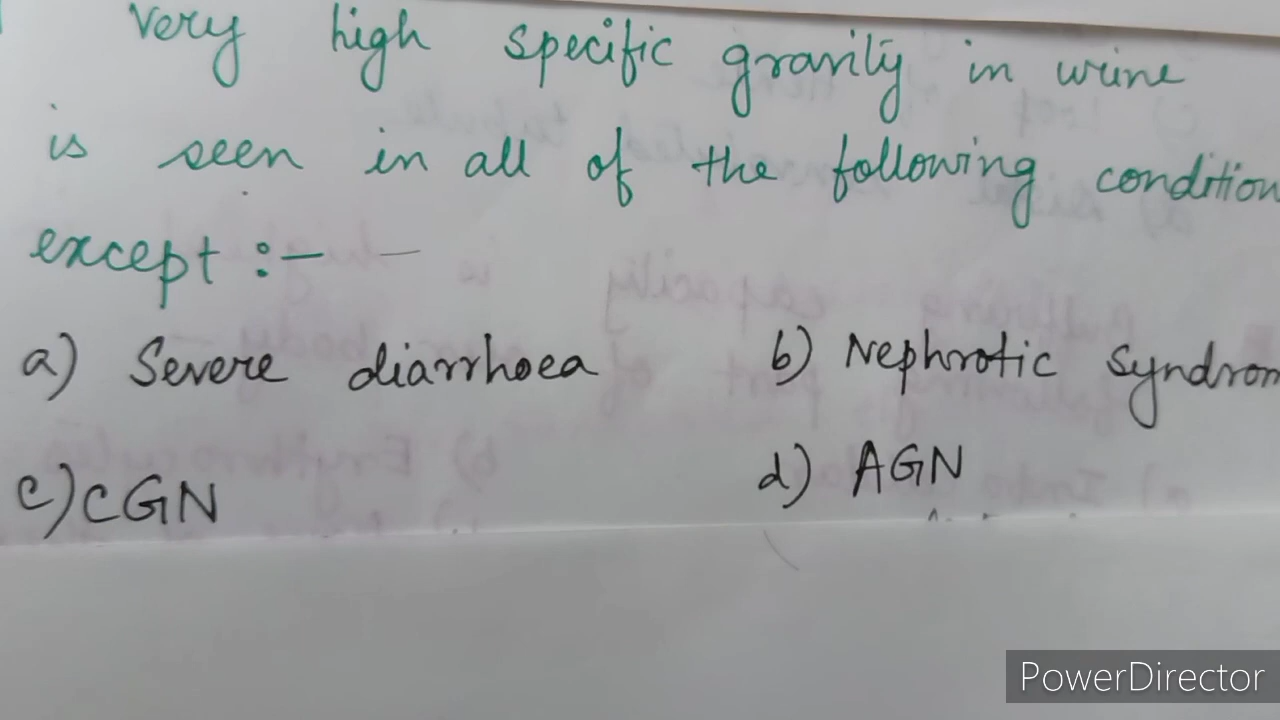 Very high specific gravity in urine
is seen in all of the following condition
except :-
a) Severe diarrhoea b) Nephrotic Syndrom
c) CGN d) AGN
PowerDirector